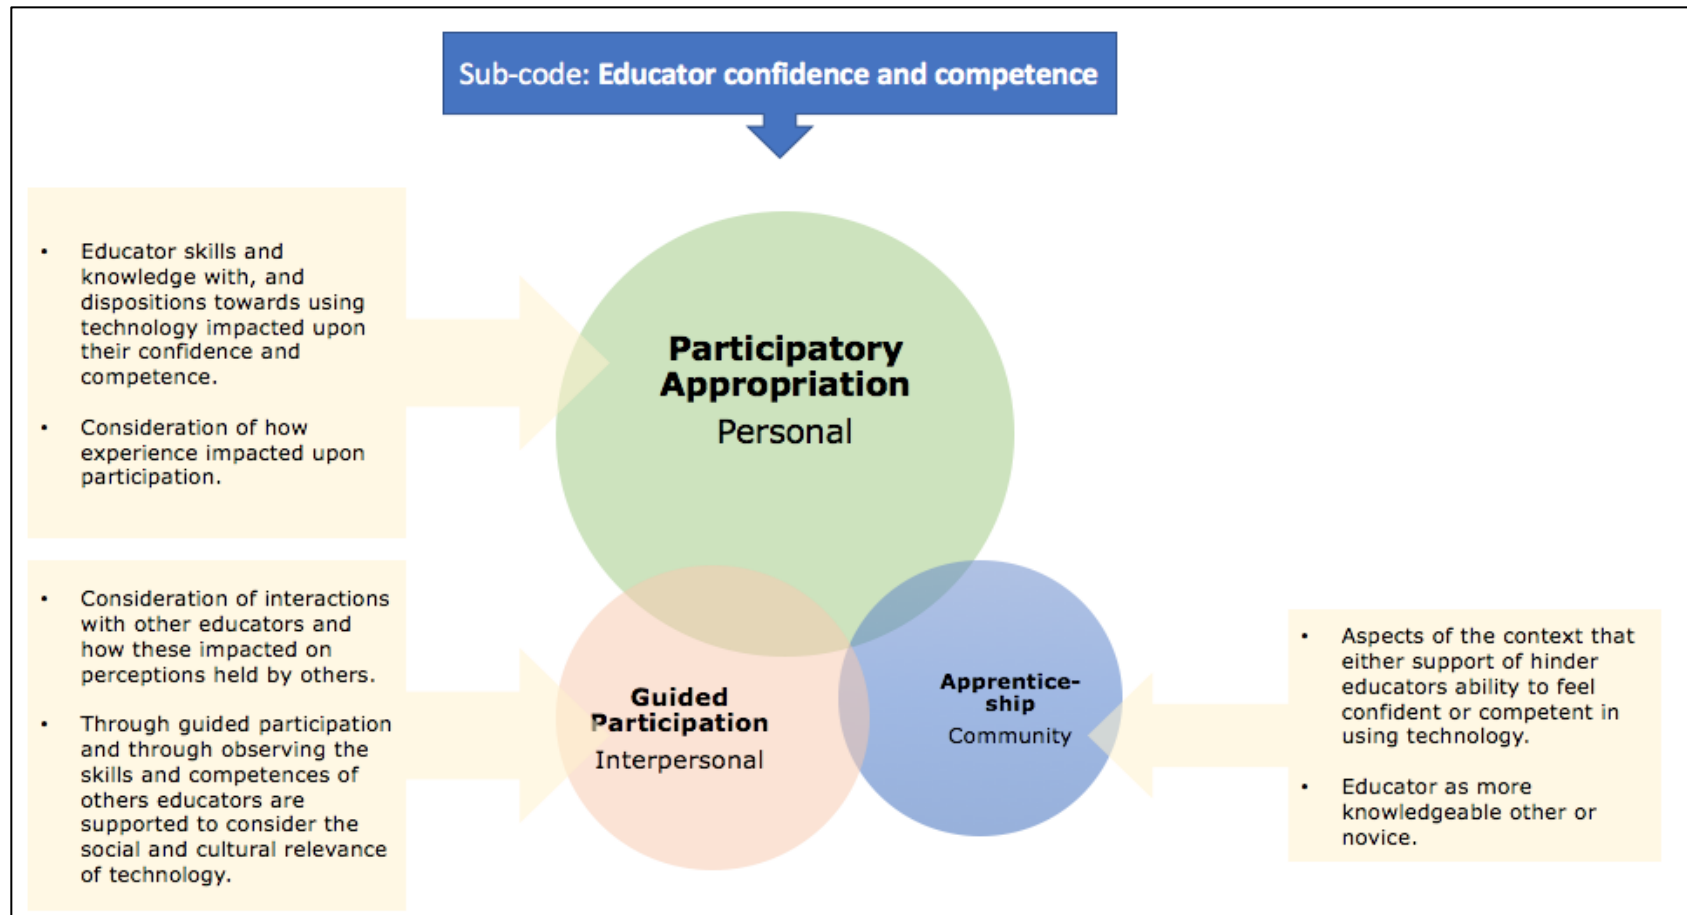 Sub-code: Educator confidence and competence
• Educator skills and
knowledge with, and
dispositions towards using
technology impacted upon
their confidence and
competence.
• Consideration of how
experience impacted upon
participation.
Participatory
Appropriation
Personal
• Consideration of interactions
with other educators and
how these impacted on
perceptions held by others.
• Through guided participation
and through observing the
skills and competences of
others educators are
supported to consider the
social and cultural relevance
of technology.
Guided
Participation
Interpersonal
Apprentice-
ship
Community
• Aspects of the context that
either support of hinder
educators ability to feel
confident or competent in
using technology.
• Educator as more
knowledgeable other or
novice.